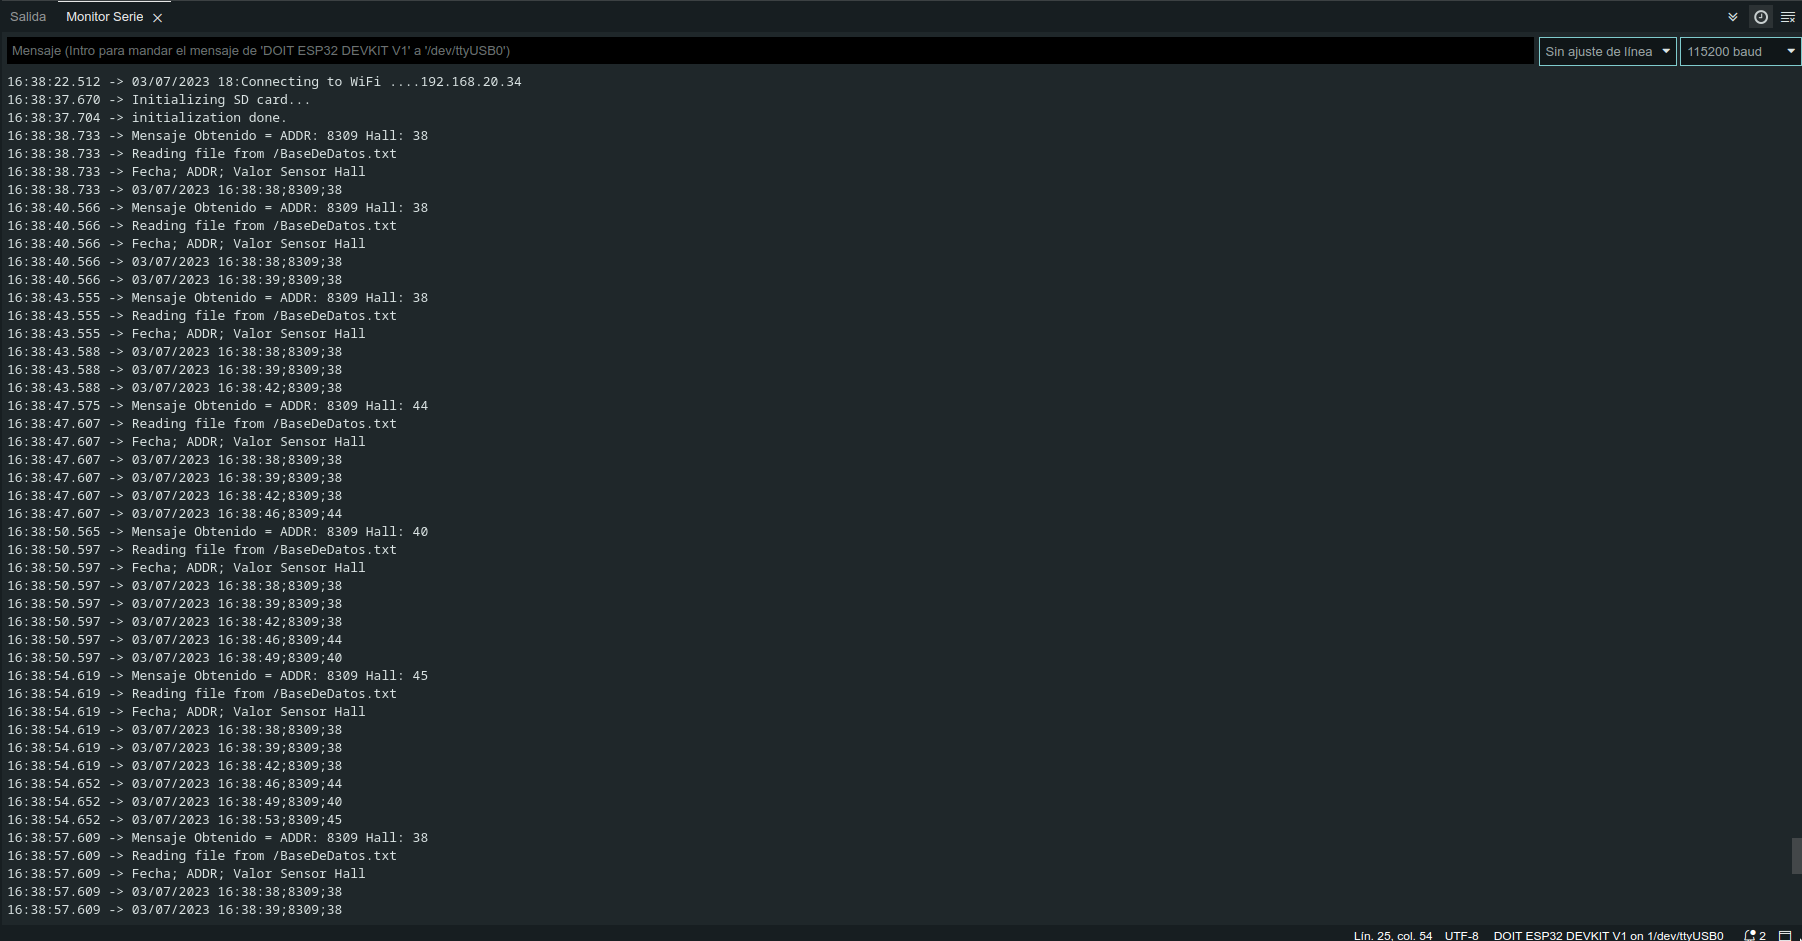 Salida Monitor Serie
Mensaje (Intro para mandar el mensaje de 'DOIT ESP32 DEVKIT V1' a '/dev/ttyUSB0') Sin ajuste de línea 115200 baud
16:38:22.512 -> 03/07/2023 18:Connecting to WiFi ....192.168.20.34
16:38:37.670 -> Initializing SD card...
16:38:37.704 -> initialization done.
16:38:38.733 -> Mensaje Obtenido = ADDR: 8309 Hall: 38
16:38:38.733 -> Reading file from /BaseDeDatos.txt
16:38:38.733 -> Fecha; ADDR; Valor Sensor Hall
16:38:38.733 -> 03/07/2023 16:38:38;8309;38
16:38:40.566 -> Mensaje Obtenido = ADDR: 8309 Hall: 38
16:38:40.566 -> Reading file from /BaseDeDatos.txt
16:38:40.566 -> Fecha; ADDR; Valor Sensor Hall
16:38:40.566 -> 03/07/2023 16:38:38;8309;38
16:38:40.566 -> 03/07/2023 16:38:39;8309;38
16:38:43.555 -> Mensaje Obtenido = ADDR: 8309 Hall: 38
16:38:43.555 -> Reading file from /BaseDeDatos.txt
16:38:43.555 -> Fecha; ADDR; Valor Sensor Hall
16:38:43.588 -> 03/07/2023 16:38:38;8309;38
16:38:43.588 -> 03/07/2023 16:38:39;8309;38
16:38:43.588 -> 03/07/2023 16:38:42;8309;38
16:38:47.575 -> Mensaje Obtenido = ADDR: 8309 Hall: 44
16:38:47.607 -> Reading file from /BaseDeDatos.txt
16:38:47.607 -> Fecha; ADDR; Valor Sensor Hall
16:38:47.607 -> 03/07/2023 16:38:38;8309;38
16:38:47.607 -> 03/07/2023 16:38:39;8309;38
16:38:47.607 -> 03/07/2023 16:38:42;8309;38
16:38:47.607 -> 03/07/2023 16:38:46;8309;44
16:38:50.565 -> Mensaje Obtenido = ADDR: 8309 Hall: 40
16:38:50.597 -> Reading file from /BaseDeDatos.txt
16:38:50.597 -> Fecha; ADDR; Valor Sensor Hall
16:38:50.597 -> 03/07/2023 16:38:38;8309;38
16:38:50.597 -> 03/07/2023 16:38:39;8309;38
16:38:50.597 -> 03/07/2023 16:38:42;8309;38
16:38:50.597 -> 03/07/2023 16:38:46;8309;44
16:38:50.597 -> 03/07/2023 16:38:49;8309;40
16:38:54.619 -> Mensaje Obtenido = ADDR: 8309 Hall: 45
16:38:54.619 -> Reading file from /BaseDeDatos.txt
16:38:54.619 -> Fecha; ADDR; Valor Sensor Hall
16:38:54.619 -> 03/07/2023 16:38:38;8309;38
16:38:54.619 -> 03/07/2023 16:38:39;8309;38
16:38:54.619 -> 03/07/2023 16:38:42;8309;38
16:38:54.652 -> 03/07/2023 16:38:46;8309;44
16:38:54.652 -> 03/07/2023 16:38:49;8309;40
16:38:54.652 -> 03/07/2023 16:38:53;8309;45
16:38:57.609 -> Mensaje Obtenido = ADDR: 8309 Hall: 38
16:38:57.609 -> Reading file from /BaseDeDatos.txt
16:38:57.609 -> Fecha; ADDR; Valor Sensor Hall
16:38:57.609 -> 03/07/2023 16:38:38;8309;38
16:38:57.609 -> 03/07/2023 16:38:39;8309;38
Lín. 25, col. 54 UTF-8 DOIT ESP32 DEVKIT V1 on 1/dev/ttyUSB0 2